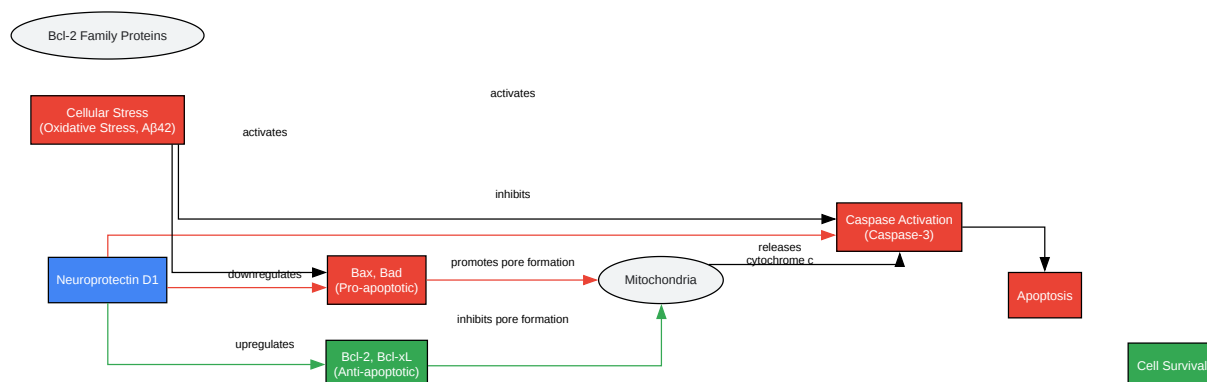 Bcl-2 Family Proteins
activates
Cellular Stress
(Oxidative Stress, Aβ42)
activates
inhibits
Caspase Activation
(Caspase-3)
releases
cytochrome c
Neuroprotectin D1
downregulates
Bax, Bad
(Pro-apoptotic)
promotes pore formation
Mitochondria
Apoptosis
inhibits pore formation
upregulates
Bcl-2, Bcl-xL
(Anti-apoptotic)
Cell Survival